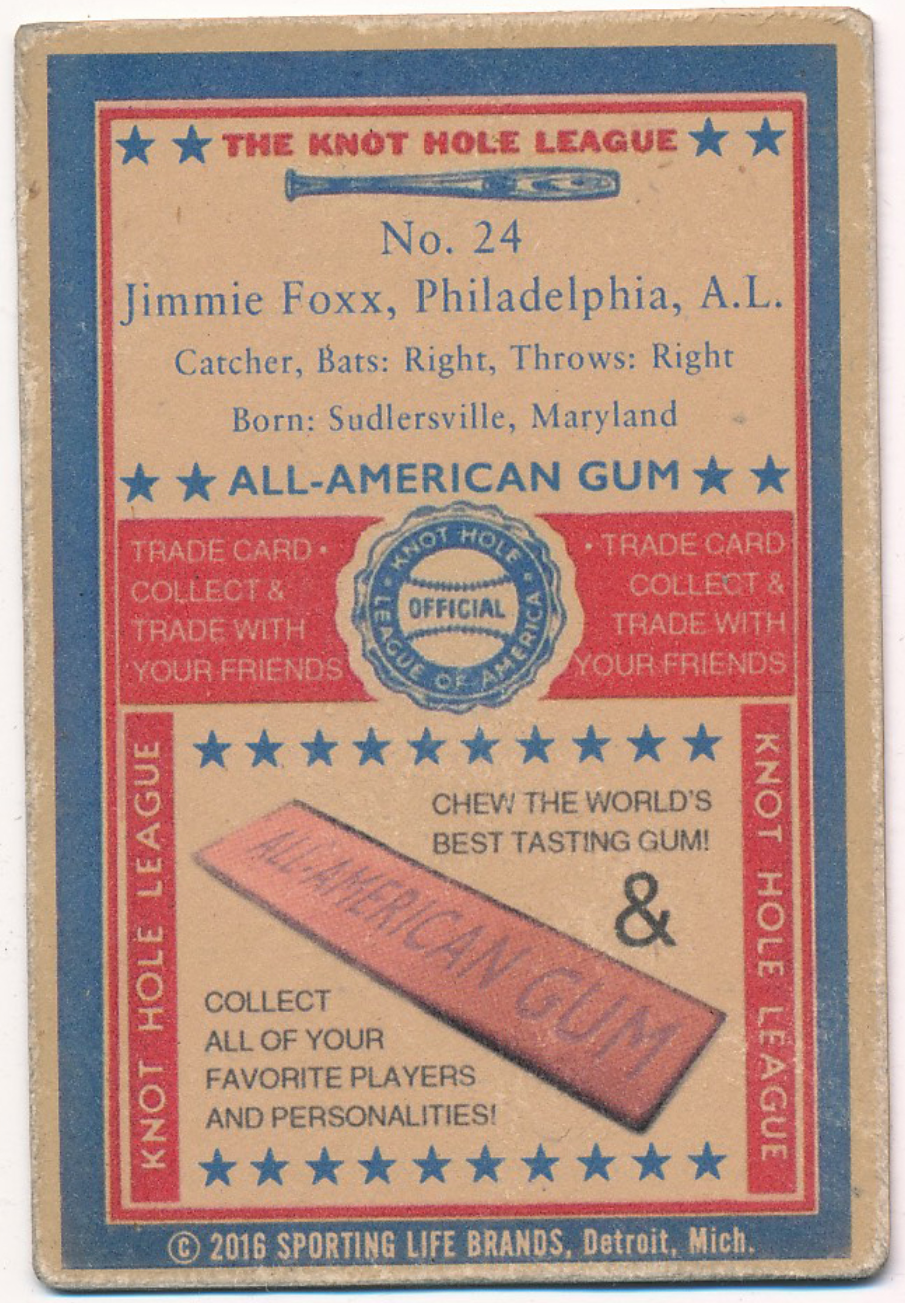 THE KNOT HOLE LEAGUE
No. 24
Jimmie Foxx, Philadelphia, A.L.
Catcher, Bats: Right, Throws: Right
Born: Sudlersville, Maryland
ALL-AMERICAN GUM
TRADE CARD •
COLLECT &
TRADE WITH
YOUR FRIENDS
• KNOT HOLE •
LEAGUE OF AMERICA
OFFICIAL
• TRADE CARD
COLLECT &
TRADE WITH
YOUR FRIENDS
KNOT HOLE LEAGUE
CHEW THE WORLD'S
BEST TASTING GUM!
&
ALL-AMERICAN GUM
COLLECT
ALL OF YOUR
FAVORITE PLAYERS
AND PERSONALITIES!
KNOT HOLE LEAGUE
© 2016 SPORTING LIFE BRANDS, Detroit, Mich.